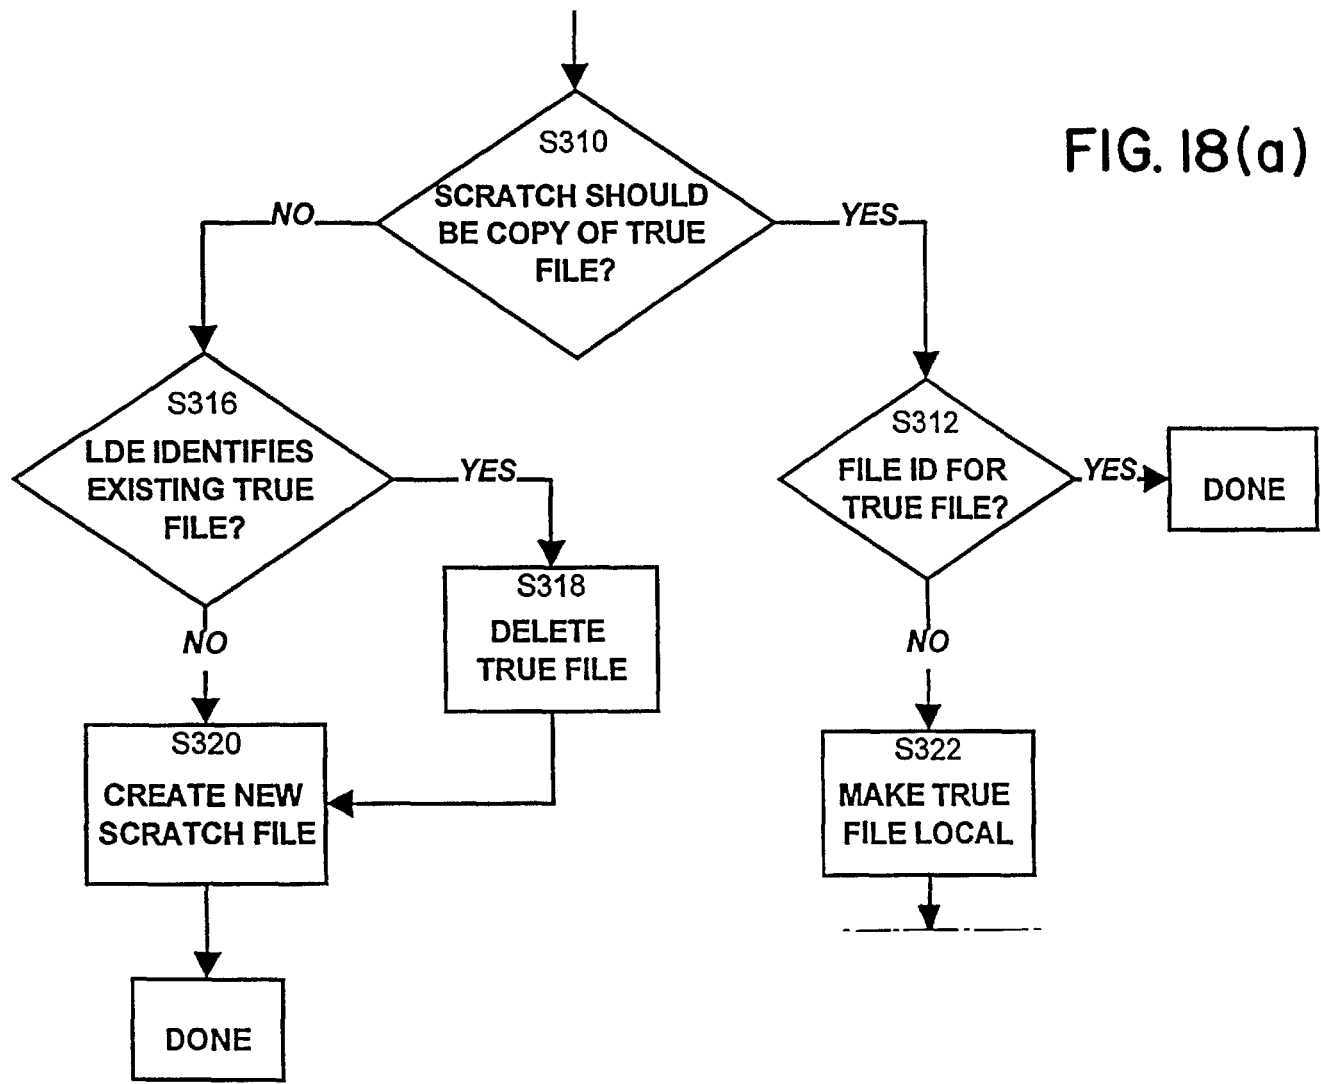 FIG. 18(a)
S310
SCRATCH SHOULD
BE COPY OF TRUE
FILE?
NO
YES
S316
LDE IDENTIFIES
EXISTING TRUE
FILE?
YES
S312
FILE ID FOR
TRUE FILE?
YES
DONE
NO
S318
DELETE
TRUE FILE
NO
S320
CREATE NEW
SCRATCH FILE
S322
MAKE TRUE
FILE LOCAL
DONE